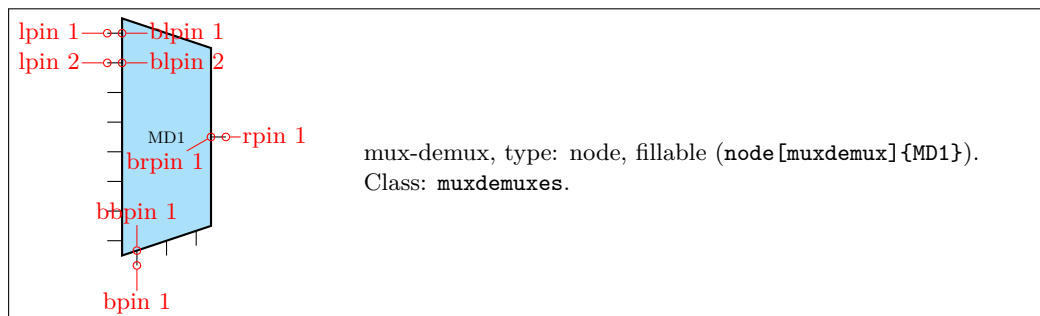 lpin 1
blpin 1
lpin 2
blpin 2
MD1
rpin 1
brpin 1
bbpin 1
bpin 1
mux-demux, type: node, fillable (node[muxdemux]{MD1}).
Class: muxdemuxes.